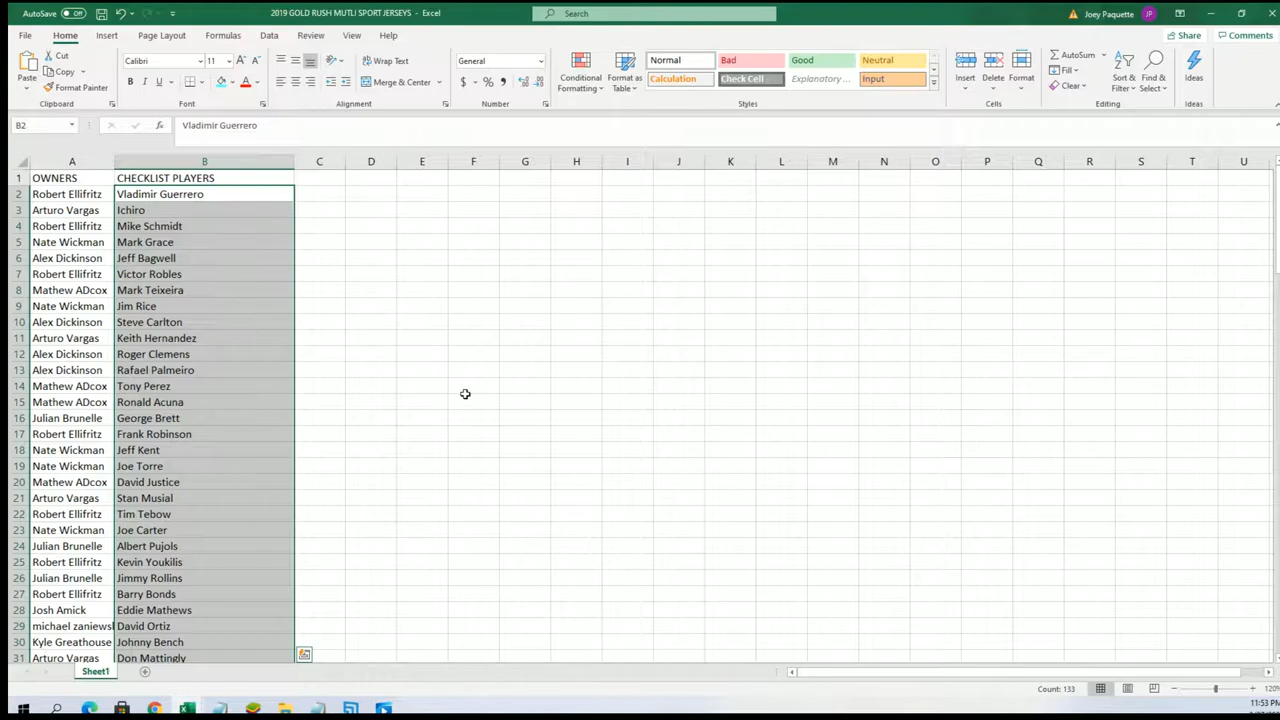 AutoSave Off 2019 GOLD RUSH MUTLI SPORT JERSEYS - Excel Search Joey Paquette JP
File Home Insert Page Layout Formulas Data Review View Help Share Comments
Paste Cut Copy Format Painter Calibri 11 Wrap Text Merge & Center General Conditional Formatting Format as Table Normal Bad Good Neutral Calculation Check Cell Explanatory ... Input Insert Delete Format AutoSum Fill Clear Sort & Filter Find & Select Ideas
Clipboard Font Alignment Number Styles Cells Editing Ideas
B2 fx Vladimir Guerrero
A B C D E F G H I J K L M N O P Q R S T U
1 OWNERS CHECKLIST PLAYERS
2 Robert Ellifritz Vladimir Guerrero
3 Arturo Vargas Ichiro
4 Robert Ellifritz Mike Schmidt
5 Nate Wickman Mark Grace
6 Alex Dickinson Jeff Bagwell
7 Robert Ellifritz Victor Robles
8 Mathew ADcox Mark Teixeira
9 Nate Wickman Jim Rice
10 Alex Dickinson Steve Carlton
11 Arturo Vargas Keith Hernandez
12 Alex Dickinson Roger Clemens
13 Alex Dickinson Rafael Palmeiro
14 Mathew ADcox Tony Perez
15 Mathew ADcox Ronald Acuna
16 Julian Brunelle George Brett
17 Robert Ellifritz Frank Robinson
18 Nate Wickman Jeff Kent
19 Nate Wickman Joe Torre
20 Mathew ADcox David Justice
21 Arturo Vargas Stan Musial
22 Robert Ellifritz Tim Tebow
23 Nate Wickman Joe Carter
24 Julian Brunelle Albert Pujols
25 Robert Ellifritz Kevin Youkilis
26 Julian Brunelle Jimmy Rollins
27 Robert Ellifritz Barry Bonds
28 Josh Amick Eddie Mathews
29 michael zaniewsl David Ortiz
30 Kyle Greathouse Johnny Bench
31 Arturo Vargas Don Mattingly
Sheet1
Count: 133 120%
11:53 PM